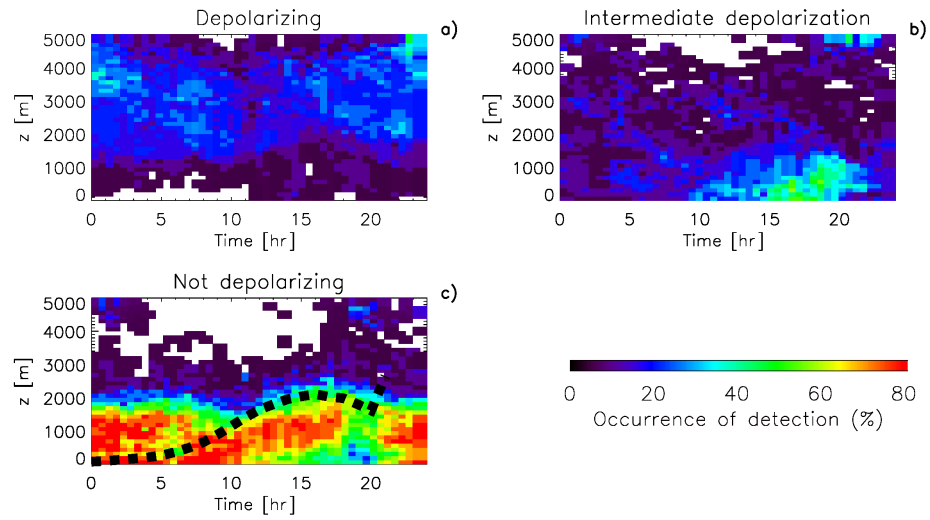 Depolarizing
a)
5000
4000
3000
2000
1000
0
z [m]
0 5 10 15 20
Time [hr]
Intermediate depolarization
b)
5000
4000
3000
2000
1000
0
z [m]
0 5 10 15 20
Time [hr]
Not depolarizing
c)
5000
4000
3000
2000
1000
0
z [m]
0 5 10 15 20
Time [hr]
0 20 40 60 80
Occurrence of detection (%)